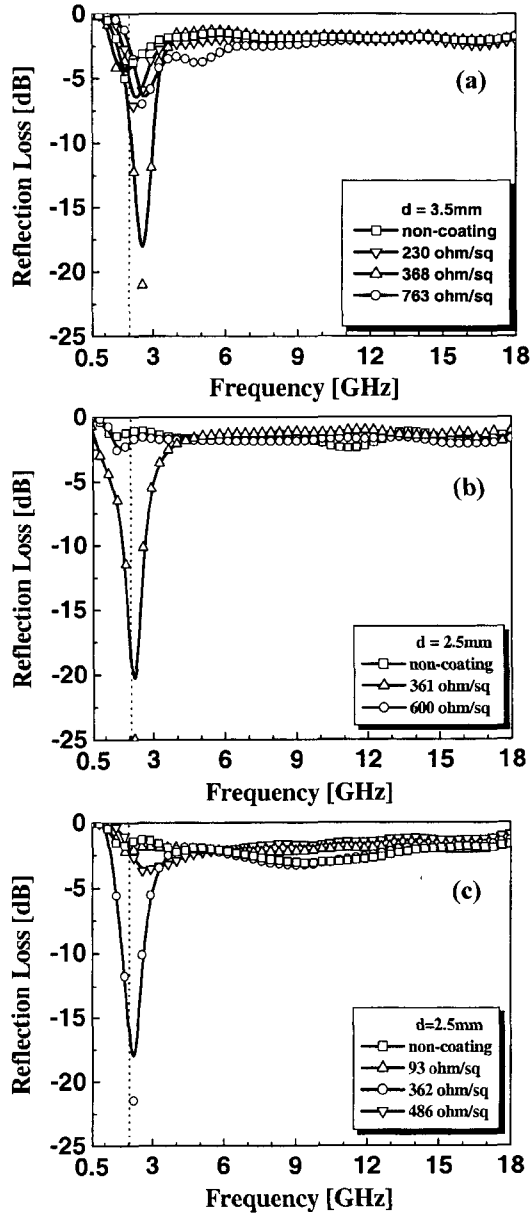 0
-5
-10
-15
-20
-25
Reflection Loss [dB]
(a)
d = 3.5mm
non-coating
230 ohm/sq
368 ohm/sq
763 ohm/sq
0.5 3 6 9 12 15 18
Frequency [GHz]
0
-5
-10
-15
-20
-25
Reflection Loss [dB]
(b)
d = 2.5mm
non-coating
361 ohm/sq
600 ohm/sq
0.5 3 6 9 12 15 18
Frequency [GHz]
0
-5
-10
-15
-20
-25
Reflection Loss [dB]
(c)
d=2.5mm
non-coating
93 ohm/sq
362 ohm/sq
486 ohm/sq
0.5 3 6 9 12 15 18
Frequency [GHz]